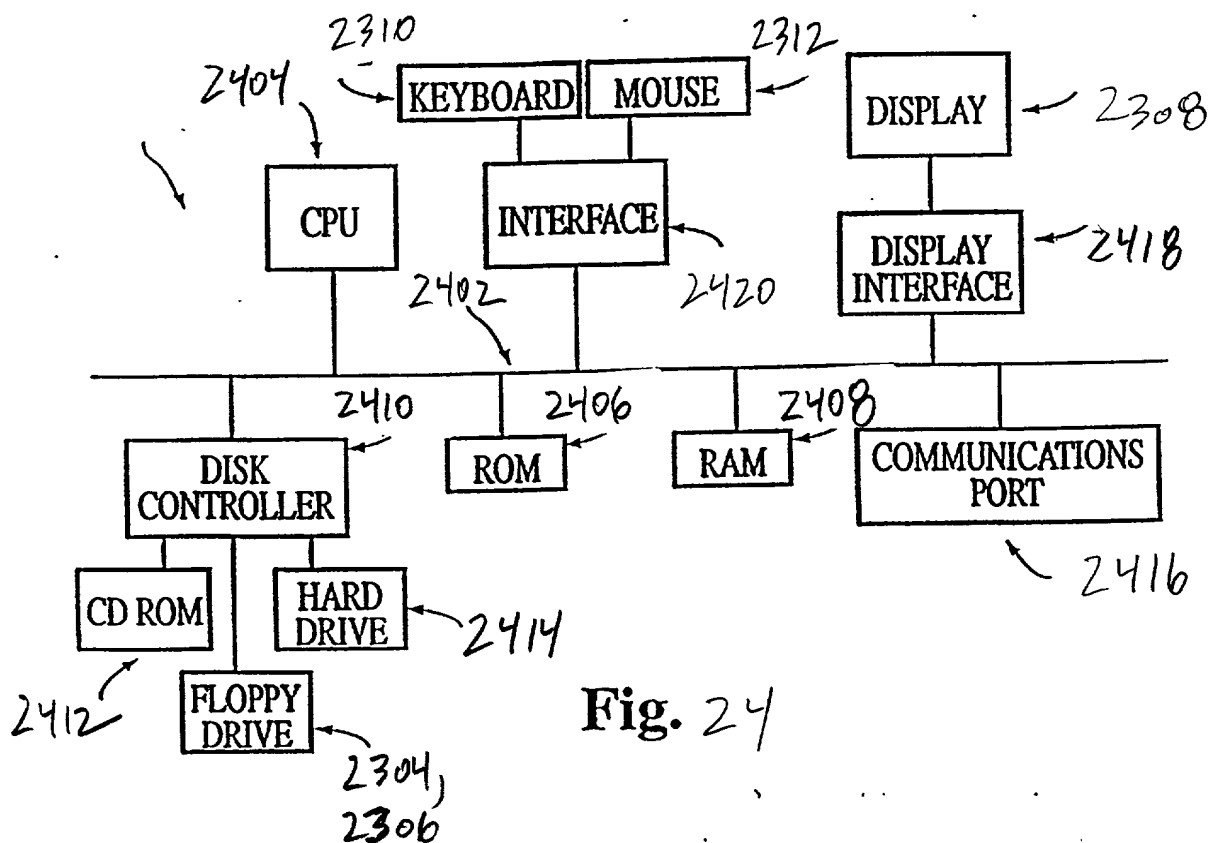 2310
2312
2404
KEYBOARD
MOUSE
DISPLAY
2308
CPU
INTERFACE
DISPLAY
INTERFACE
2418
2402
2420
2410
2406
2408
DISK
CONTROLLER
ROM
RAM
COMMUNICATIONS
PORT
CD ROM
HARD
DRIVE
2414
2416
2412
FLOPPY
DRIVE
Fig. 24
2304,
2306